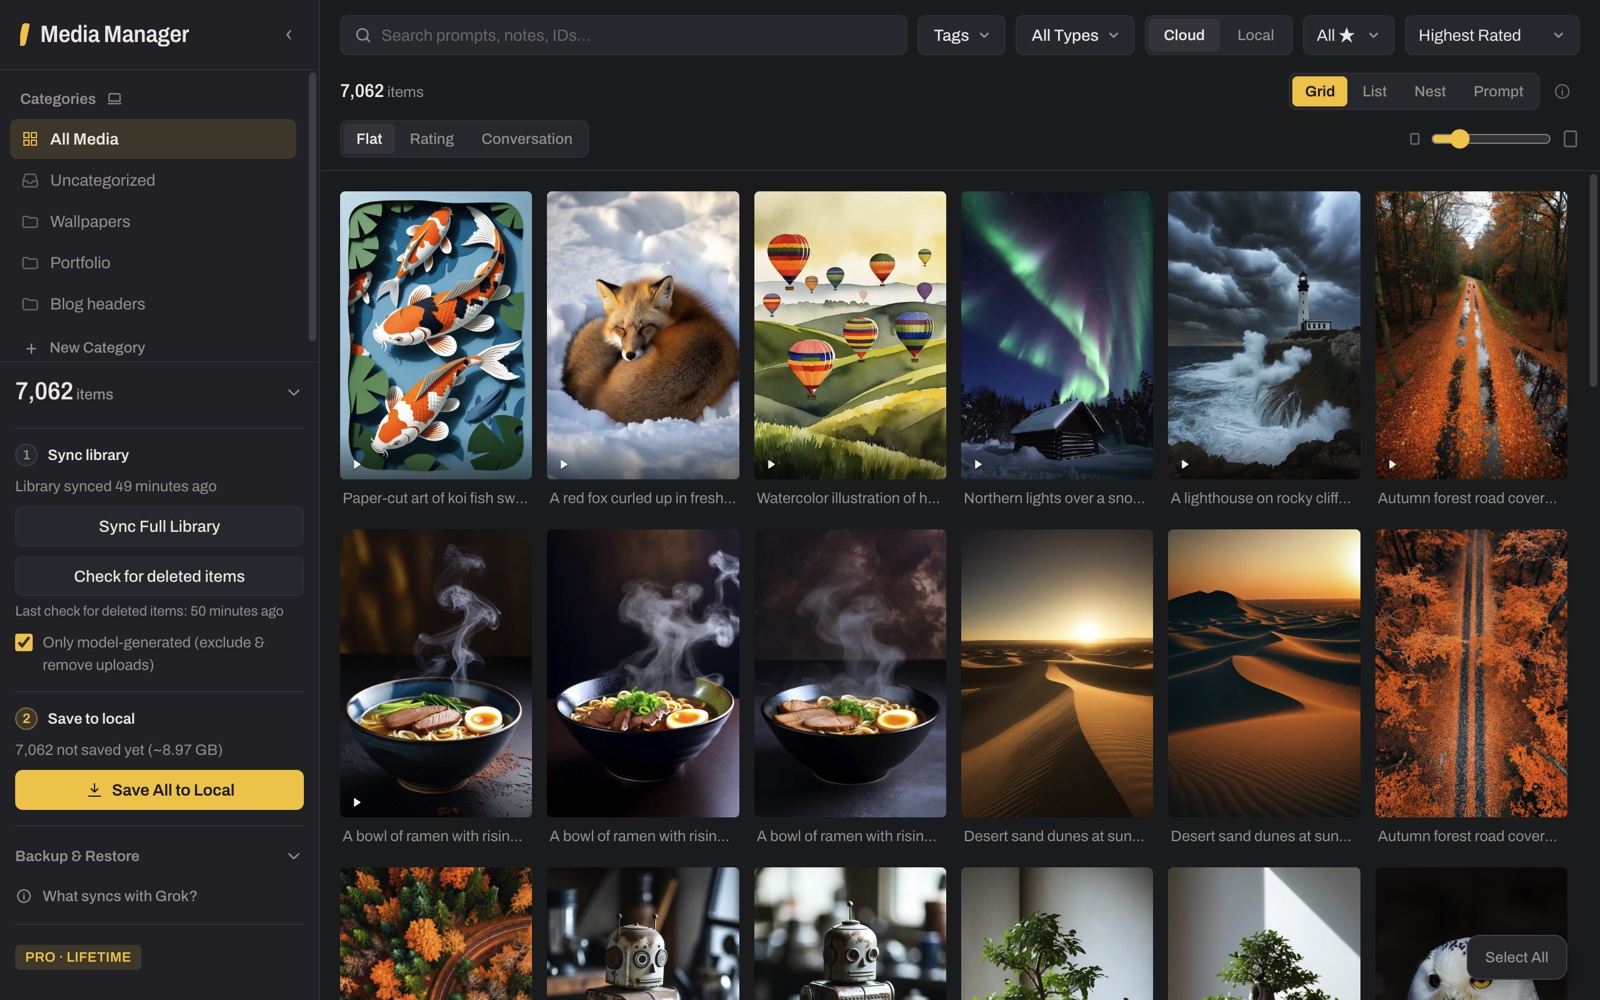 Media Manager
Categories
All Media
Uncategorized
Wallpapers
Portfolio
Blog headers
New Category
7,062 items
1 Sync library
Library synced 49 minutes ago
Sync Full Library
Check for deleted items
Last check for deleted items: 50 minutes ago
Only model-generated (exclude &
remove uploads)
2 Save to local
7,062 not saved yet (~8.97 GB)
Save All to Local
Backup & Restore
What syncs with Grok?
PRO · LIFETIME
Search prompts, notes, IDs...
Tags
All Types
Cloud Local
All ★
Highest Rated
7,062 items
Grid List Nest Prompt
Flat Rating Conversation
Paper-cut art of koi fish sw...
A red fox curled up in fresh...
Watercolor illustration of h...
Northern lights over a sno...
A lighthouse on rocky cliff...
Autumn forest road cover...
A bowl of ramen with risin...
A bowl of ramen with risin...
A bowl of ramen with risin...
Desert sand dunes at sun...
Desert sand dunes at sun...
Autumn forest road cover...
Select All